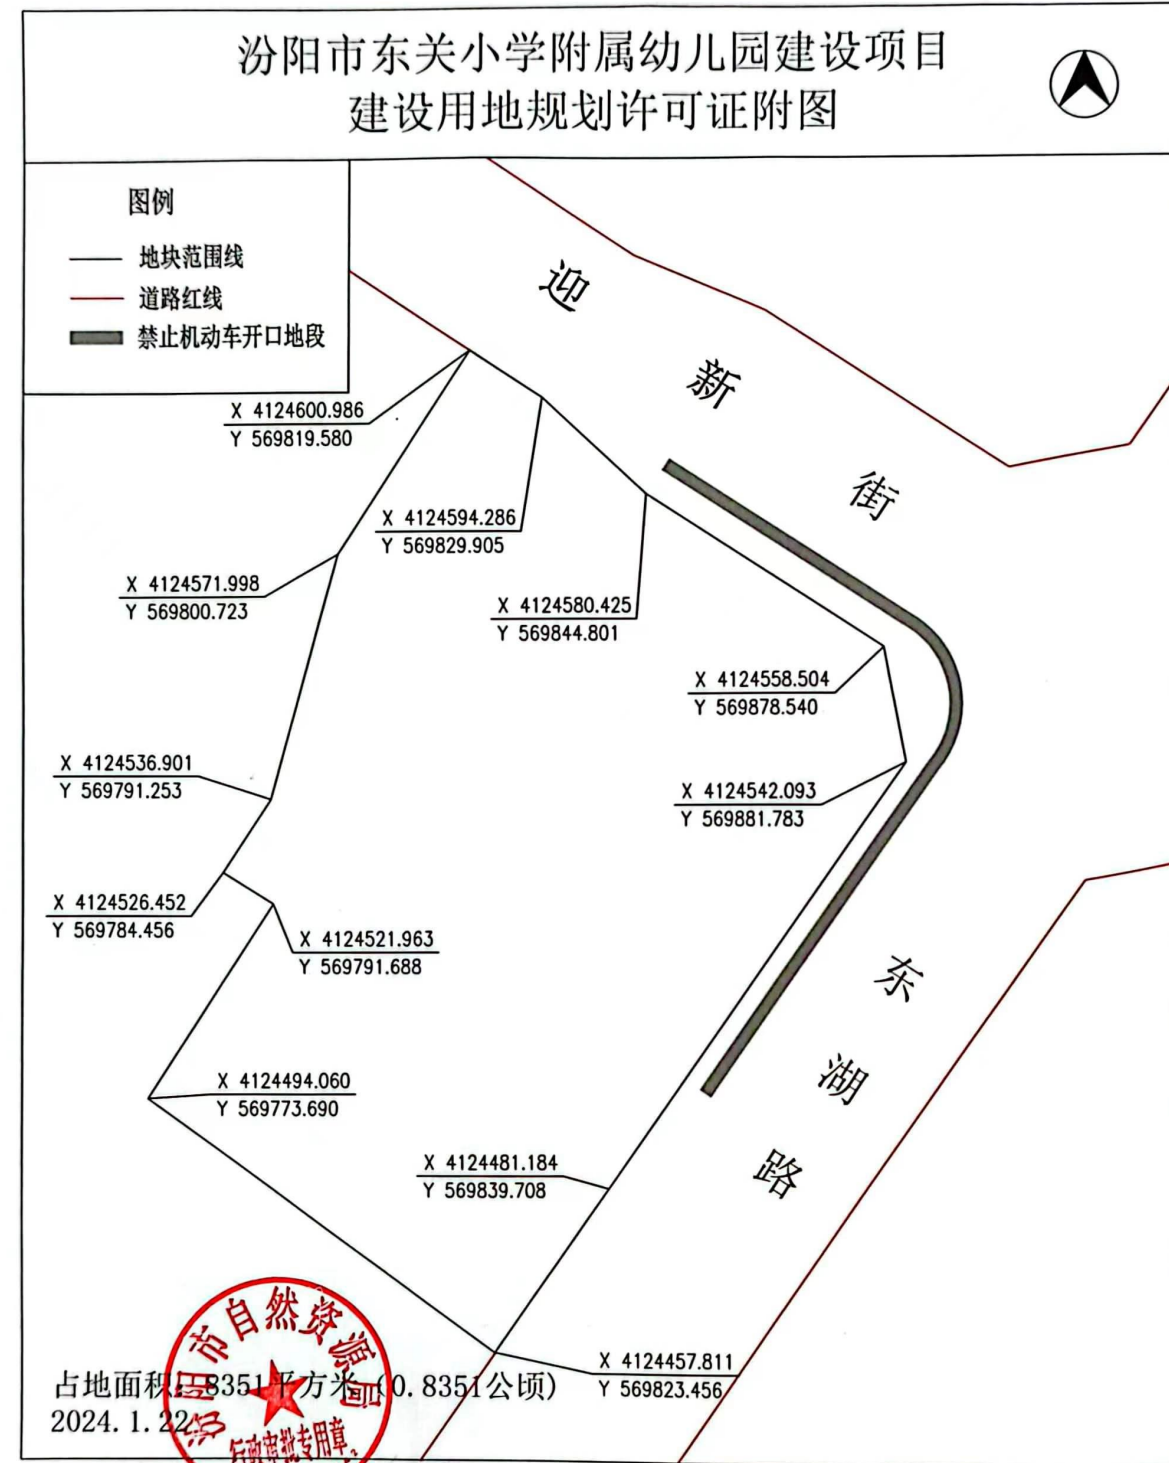 汾阳市东关小学附属幼儿园建设项目
建设用地规划许可证附图
图例
地块范围线
道路红线
禁止机动车开口地段
迎新街
X 4124600.986
Y 569819.580
X 4124594.286
Y 569829.905
X 4124571.998
Y 569800.723
X 4124580.425
Y 569844.801
X 4124558.504
Y 569878.540
X 4124536.901
Y 569791.253
X 4124542.093
Y 569881.783
X 4124526.452
Y 569784.456
X 4124521.963
Y 569791.688
东湖路
X 4124494.060
Y 569773.690
X 4124481.184
Y 569839.708
X 4124457.811
Y 569823.456
占地面积：8351平方米（0.8351公顷）
2024.1.22
汾阳市自然资源局
行政审批专用章